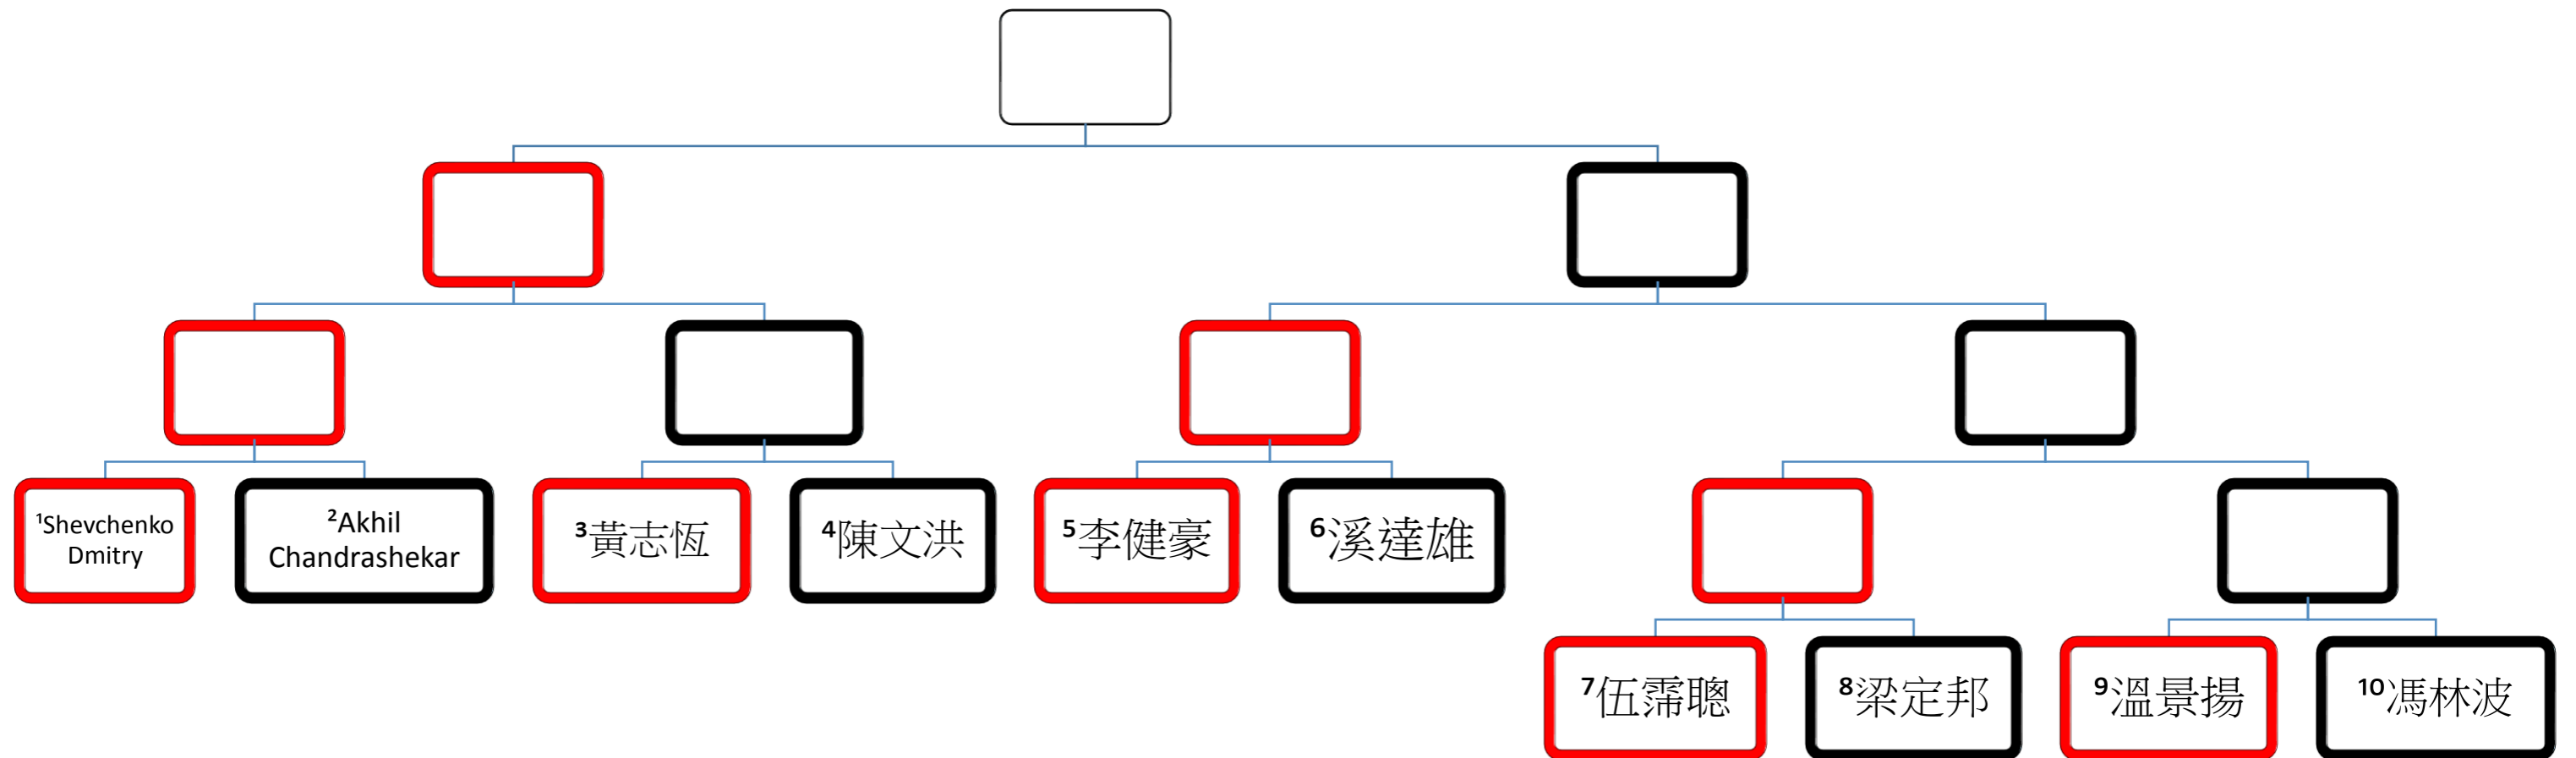 ¹Shevchenko
Dmitry
²Akhil
Chandrashekar
³黃志恆
⁴陳文洪
⁵李健豪
⁶溪達雄
⁷伍霈聰
⁸梁定邦
⁹溫景揚
¹⁰馮林波